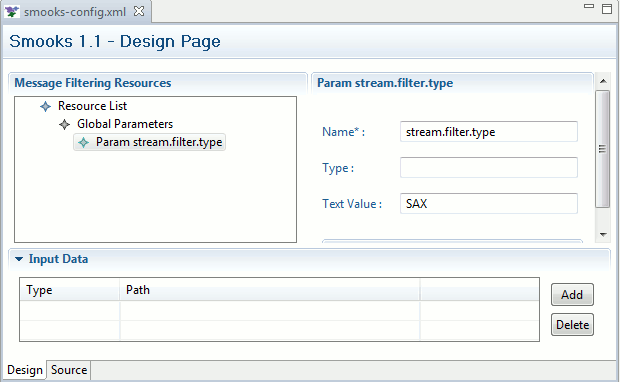 smooks-config.xml
Smooks 1.1 - Design Page
Message Filtering Resources
Resource List
Global Parameters
Param stream.filter.type
Param stream.filter.type
Name* :
stream.filter.type
Type :
Text Value :
SAX
Input Data
Type Path
Add
Delete
Design Source